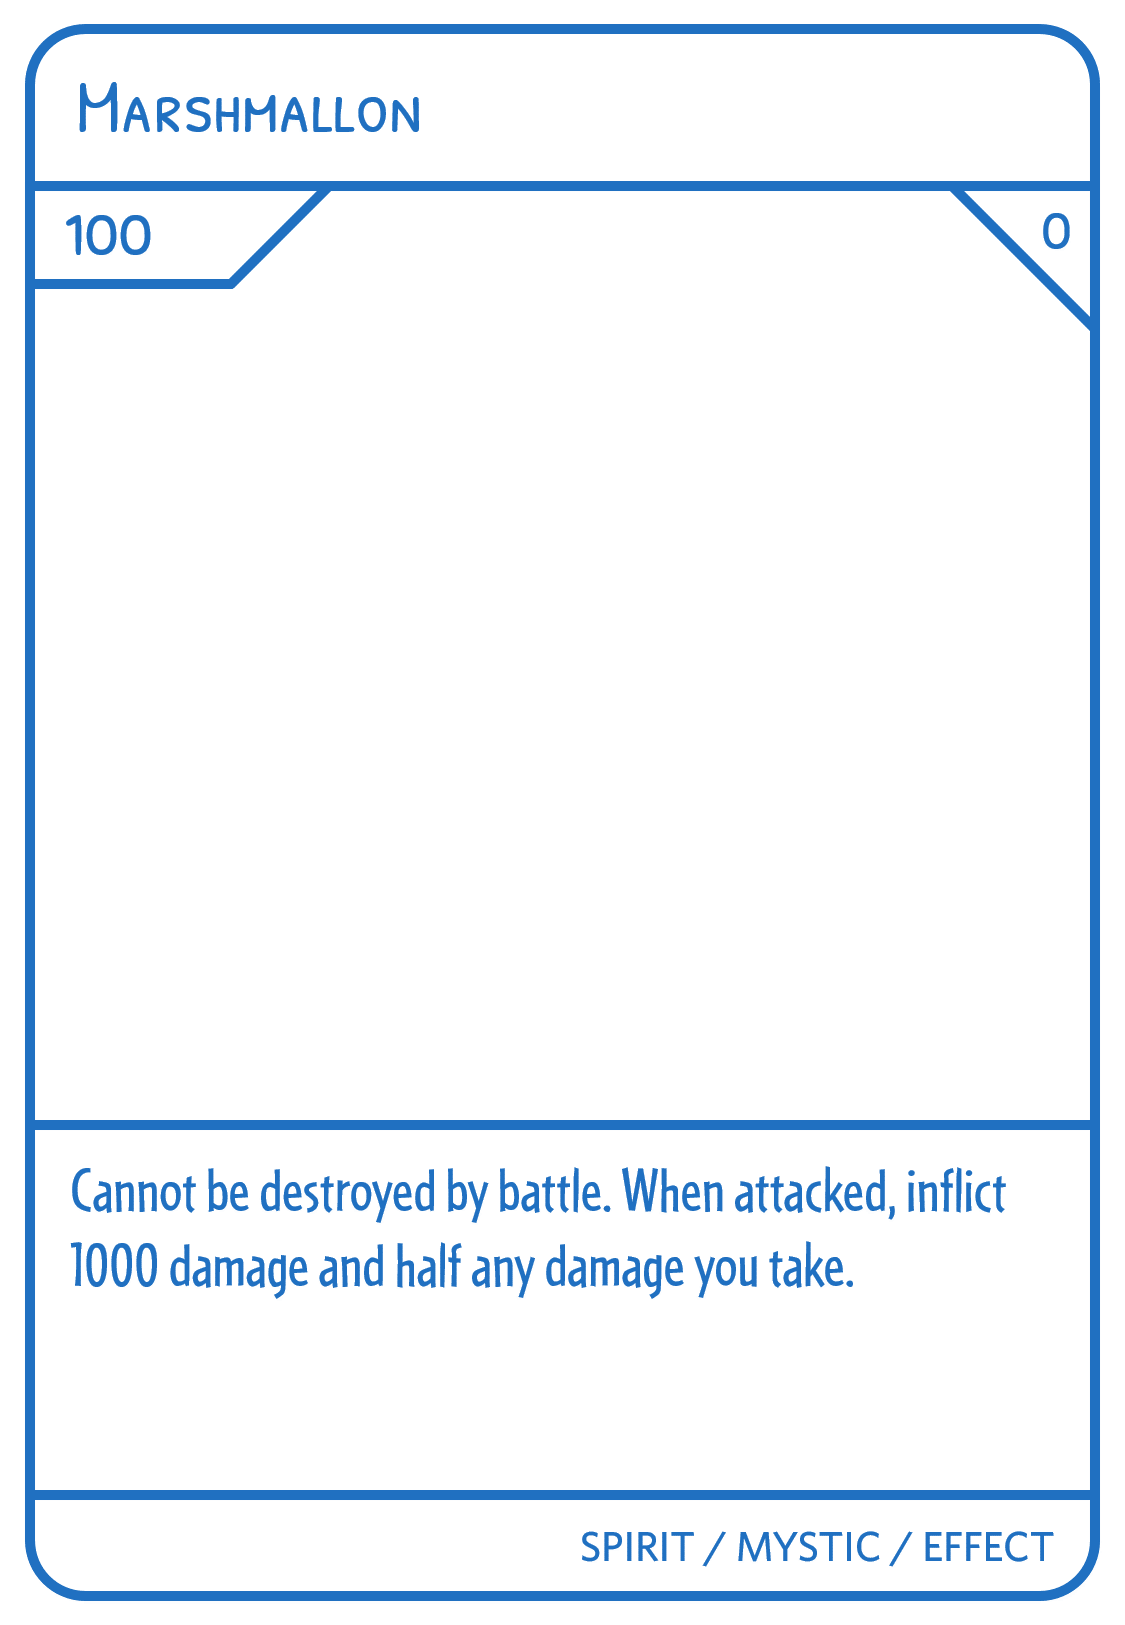 Marshmallon
100
0
Cannot be destroyed by battle. When attacked, inflict
1000 damage and half any damage you take.
SPIRIT / MYSTIC / EFFECT